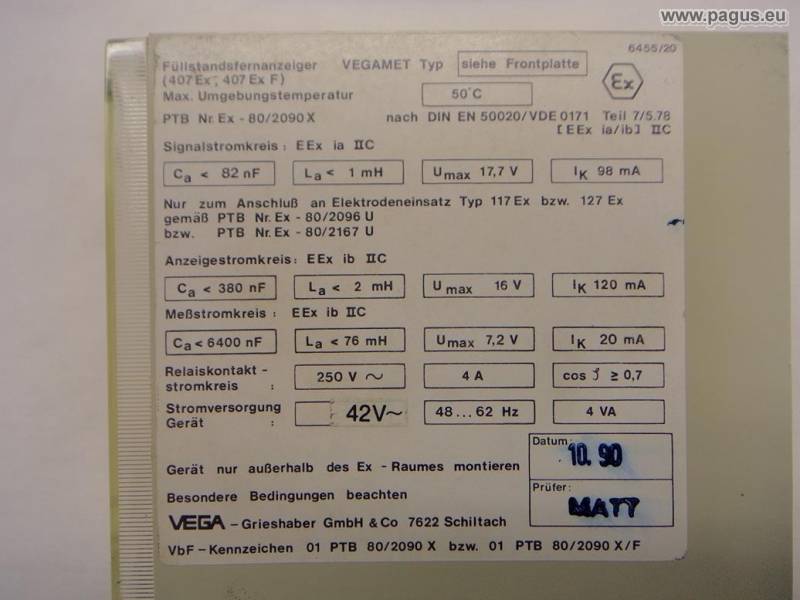 www.pagus.eu
6455/20
Füllstandsfernanzeiger VEGAMET Typ siehe Frontplatte
(407 Ex, 407 Ex F)
Ex
Max. Umgebungstemperatur 50°C
PTB Nr. Ex - 80/2090 X nach DIN EN 50020/VDE 0171 Teil 7/5.78
[EEx ia/ib] IIC
Signalstromkreis : EEx ia IIC
Ca < 82 nF La < 1 mH Umax 17,7 V IK 98 mA
Nur zum Anschluß an Elektrodeneinsatz Typ 117 Ex bzw. 127 Ex
gemäß PTB Nr. Ex - 80/2096 U
bzw. PTB Nr. Ex - 80/2167 U
Anzeigestromkreis : EEx ib IIC
Ca < 380 nF La < 2 mH Umax 16 V IK 120 mA
Meßstromkreis : EEx ib IIC
Ca < 6400 nF La < 76 mH Umax 7,2 V IK 20 mA
Relaiskontakt - 250 V ~ 4 A cos ϕ ≥ 0,7
stromkreis :
Stromversorgung 42V~ 48 ... 62 Hz 4 VA
Gerät :
Datum:
10. 90
Gerät nur außerhalb des Ex - Raumes montieren
Prüfer:
MATT
Besondere Bedingungen beachten
VEGA - Grieshaber GmbH & Co 7622 Schiltach
VbF - Kennzeichen 01 PTB 80/2090 X bzw. 01 PTB 80/2090 X/F